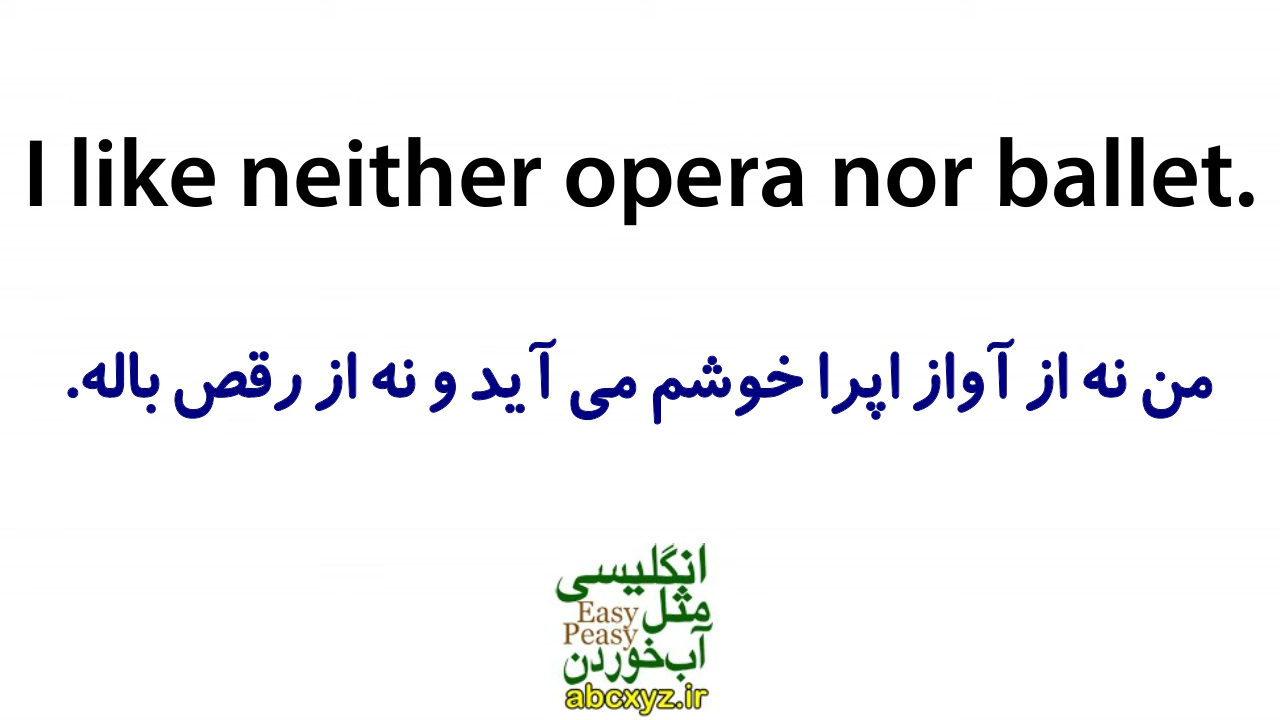 I like neither opera nor ballet.
من نه از آواز اپرا خوشم می آید و نه از رقص باله.
انگلیسی
مثل
Easy
Peasy
آب خوردن
abcxyz.ir